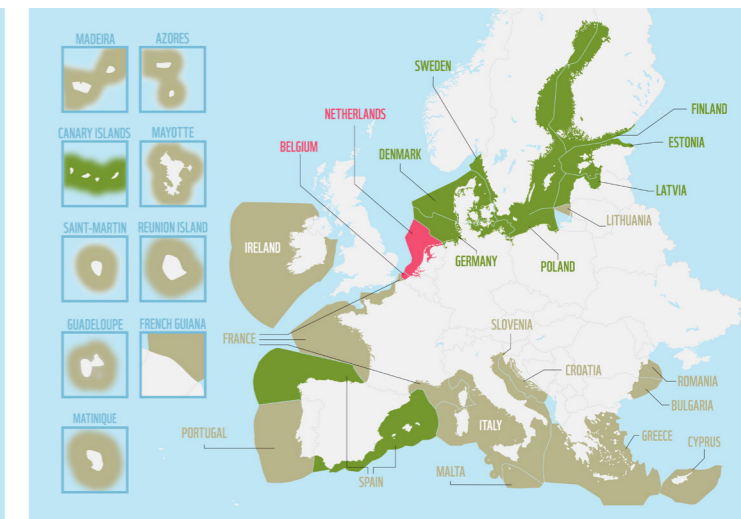 MADEIRA
AZORES
CANARY ISLANDS
MAYOTTE
SAINT-MARTIN
REUNION ISLAND
GUADELOUPE
FRENCH GUIANA
MATINIQUE
SWEDEN
NETHERLANDS
BELGIUM
DENMARK
FINLAND
ESTONIA
LATVIA
LITHUANIA
IRELAND
GERMANY
POLAND
FRANCE
SLOVENIA
CROATIA
ROMANIA
BULGARIA
PORTUGAL
ITALY
GREECE
CYPRUS
MALTA
SPAIN